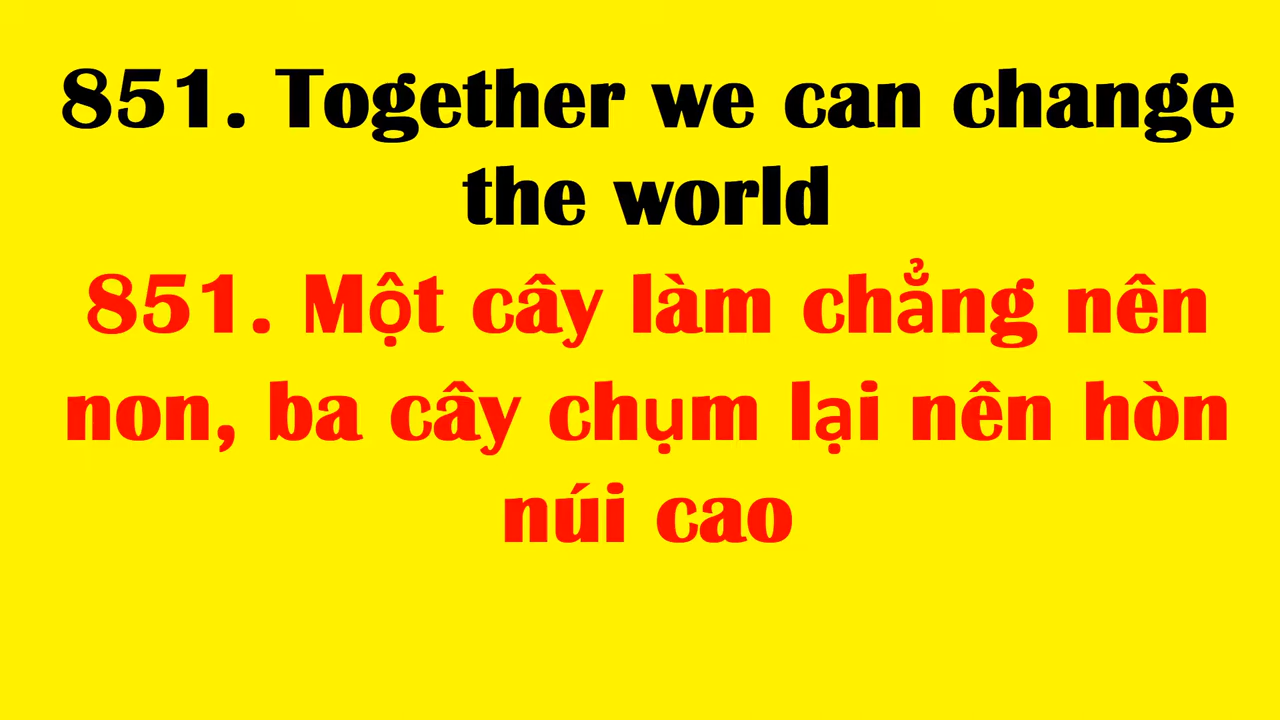 851. Together we can change
the world
851. Một cây làm chẳng nên
non, ba cây chụm lại nên hòn
núi cao